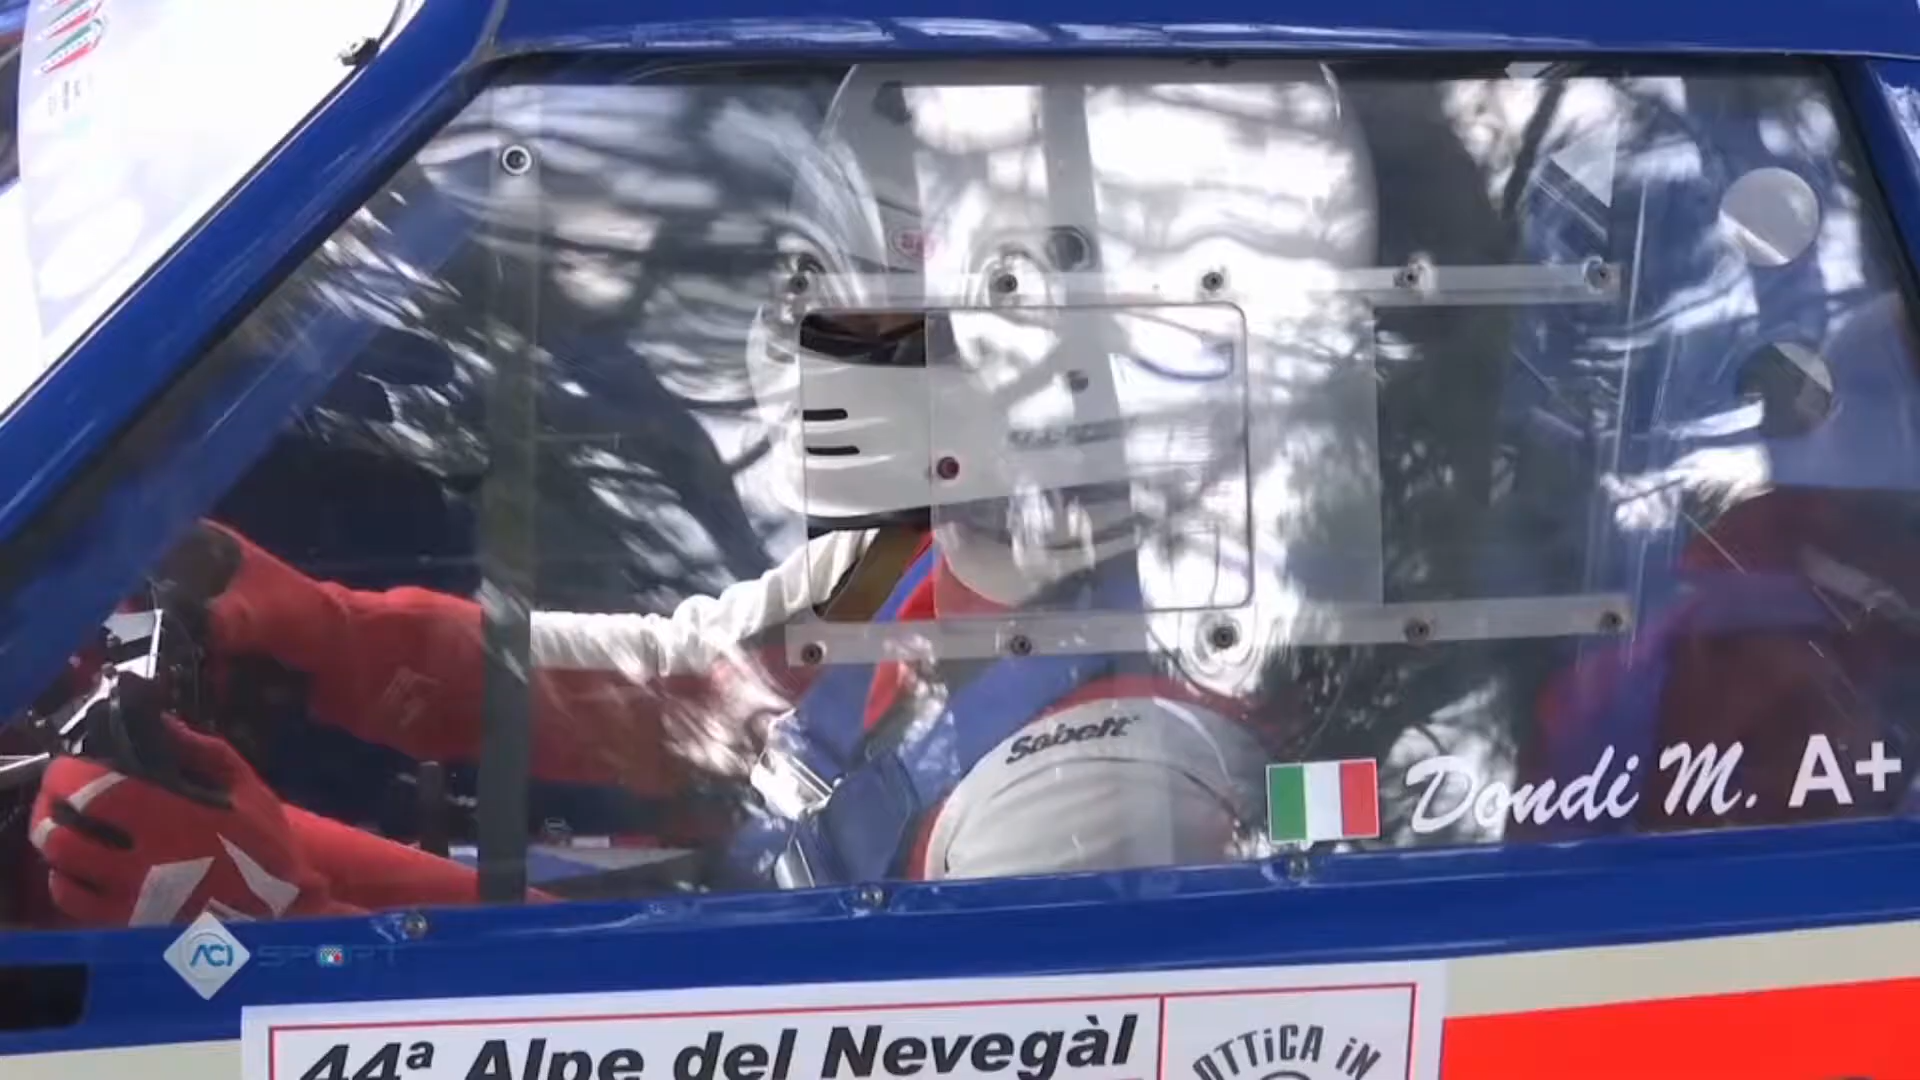 Sabelt
Dondi M. A+
ACI SPORT
44ª Alpe del Nevegàl
OTTiCA iN